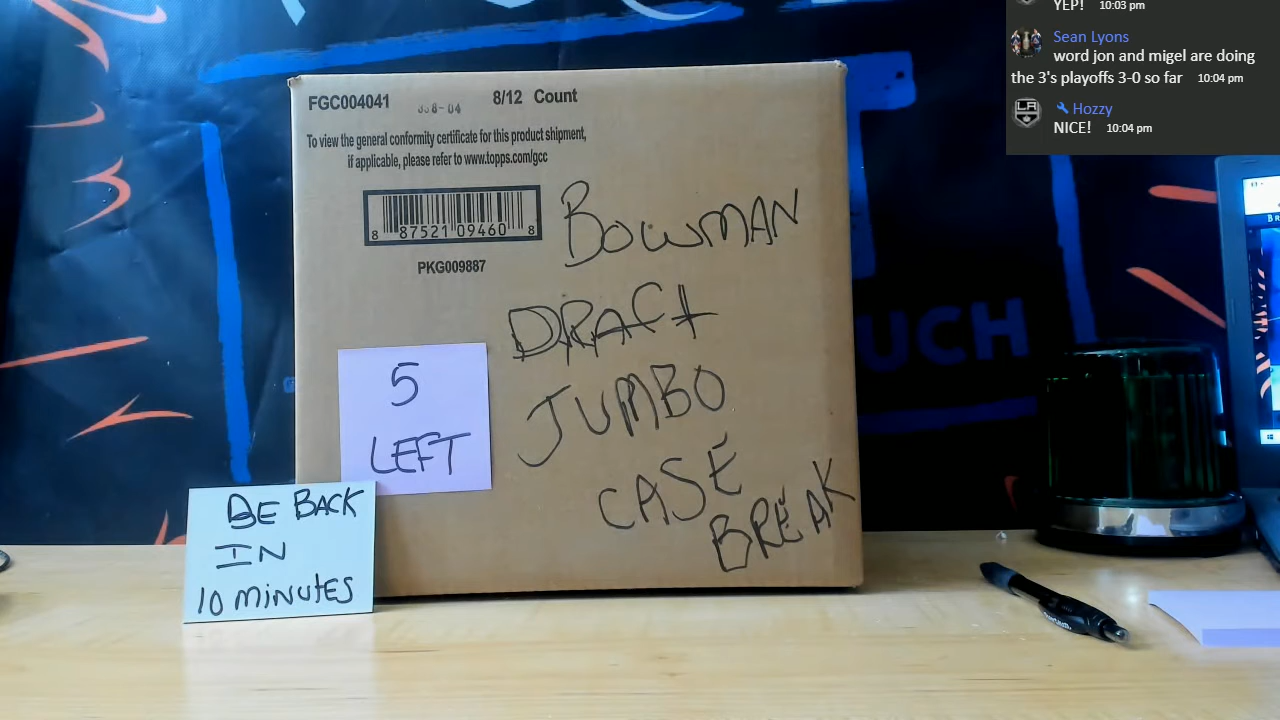 YEP! 10:03 pm
Sean Lyons
word jon and migel are doing
the 3's playoffs 3-0 so far 10:04 pm
Hozzy
NICE! 10:04 pm
FGC004041 8/12 Count
To view the general conformity certificate for this product shipment,
if applicable, please refer to www.topps.com/gcc
8 87521 09460 8
PKG009887
BOWMAN
DRAFT
JUMBO
CASE
BREAK
5
LEFT
BE BACK
IN
10 MINUTES
UCH
LA